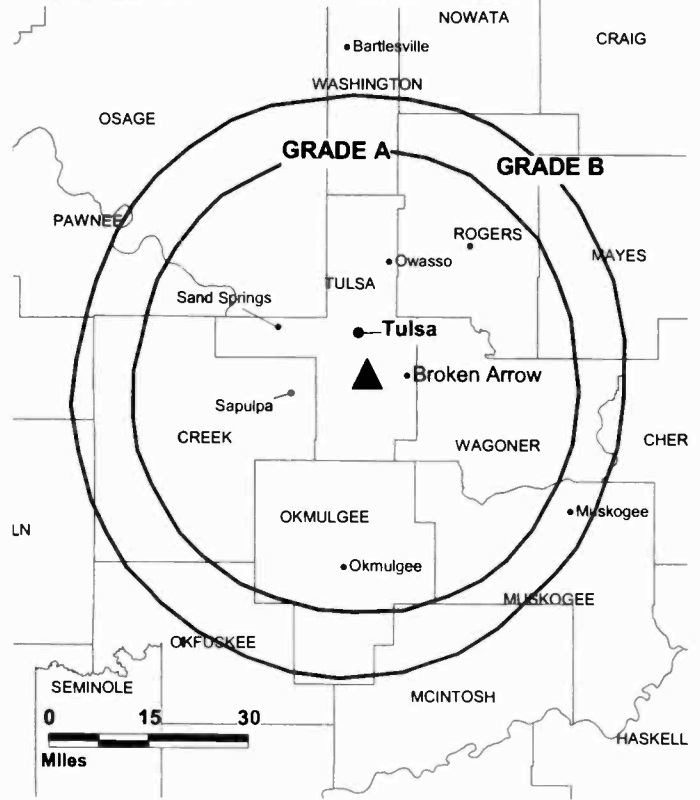 NOWATA
CRAIG
Bartlesville
WASHINGTON
OSAGE
GRADE A
GRADE B
PAWNEE
ROGERS
MAYES
Owasso
TULSA
Sand Springs
Tulsa
Broken Arrow
Sapulpa
CREEK
WAGONER
CHER
OKMULGEE
Muskogee
LN
Okmulgee
MUSKOGEE
OKFUSKEE
SEMINOLE
MCINTOSH
0 15 30
Miles
HASKELL